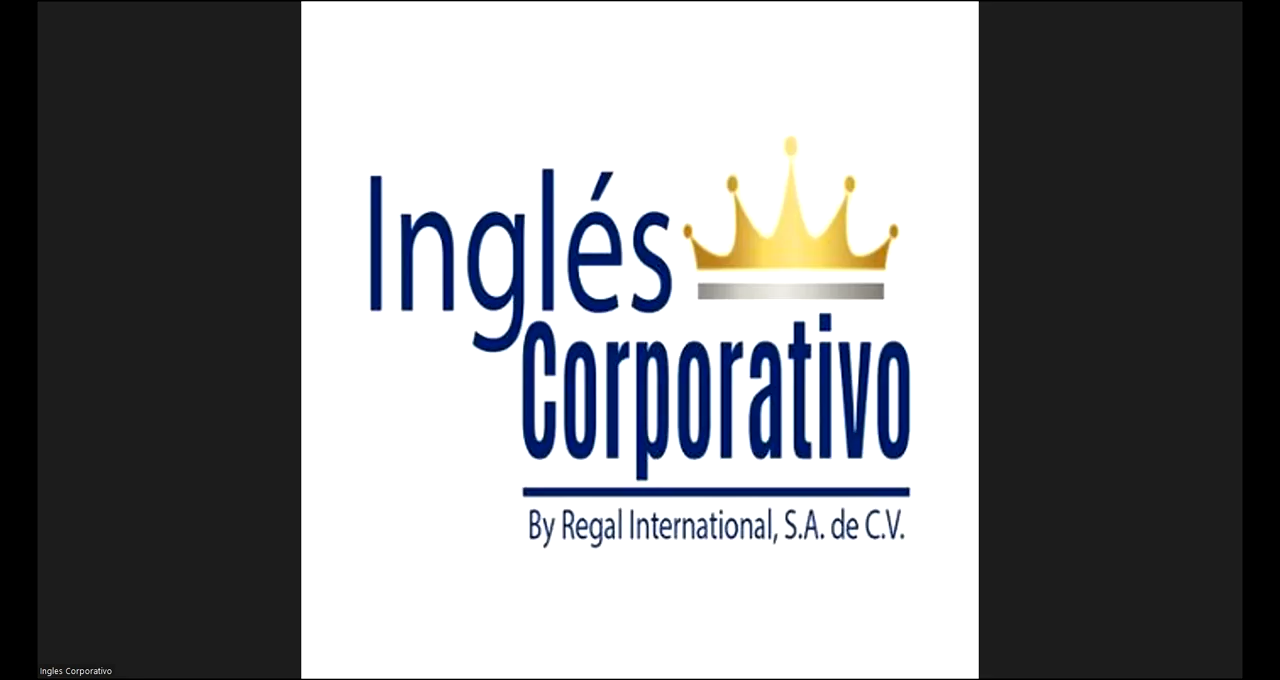 Inglés
Corporativo
By Regal International, S.A. de C.V.
Ingles Corporativo